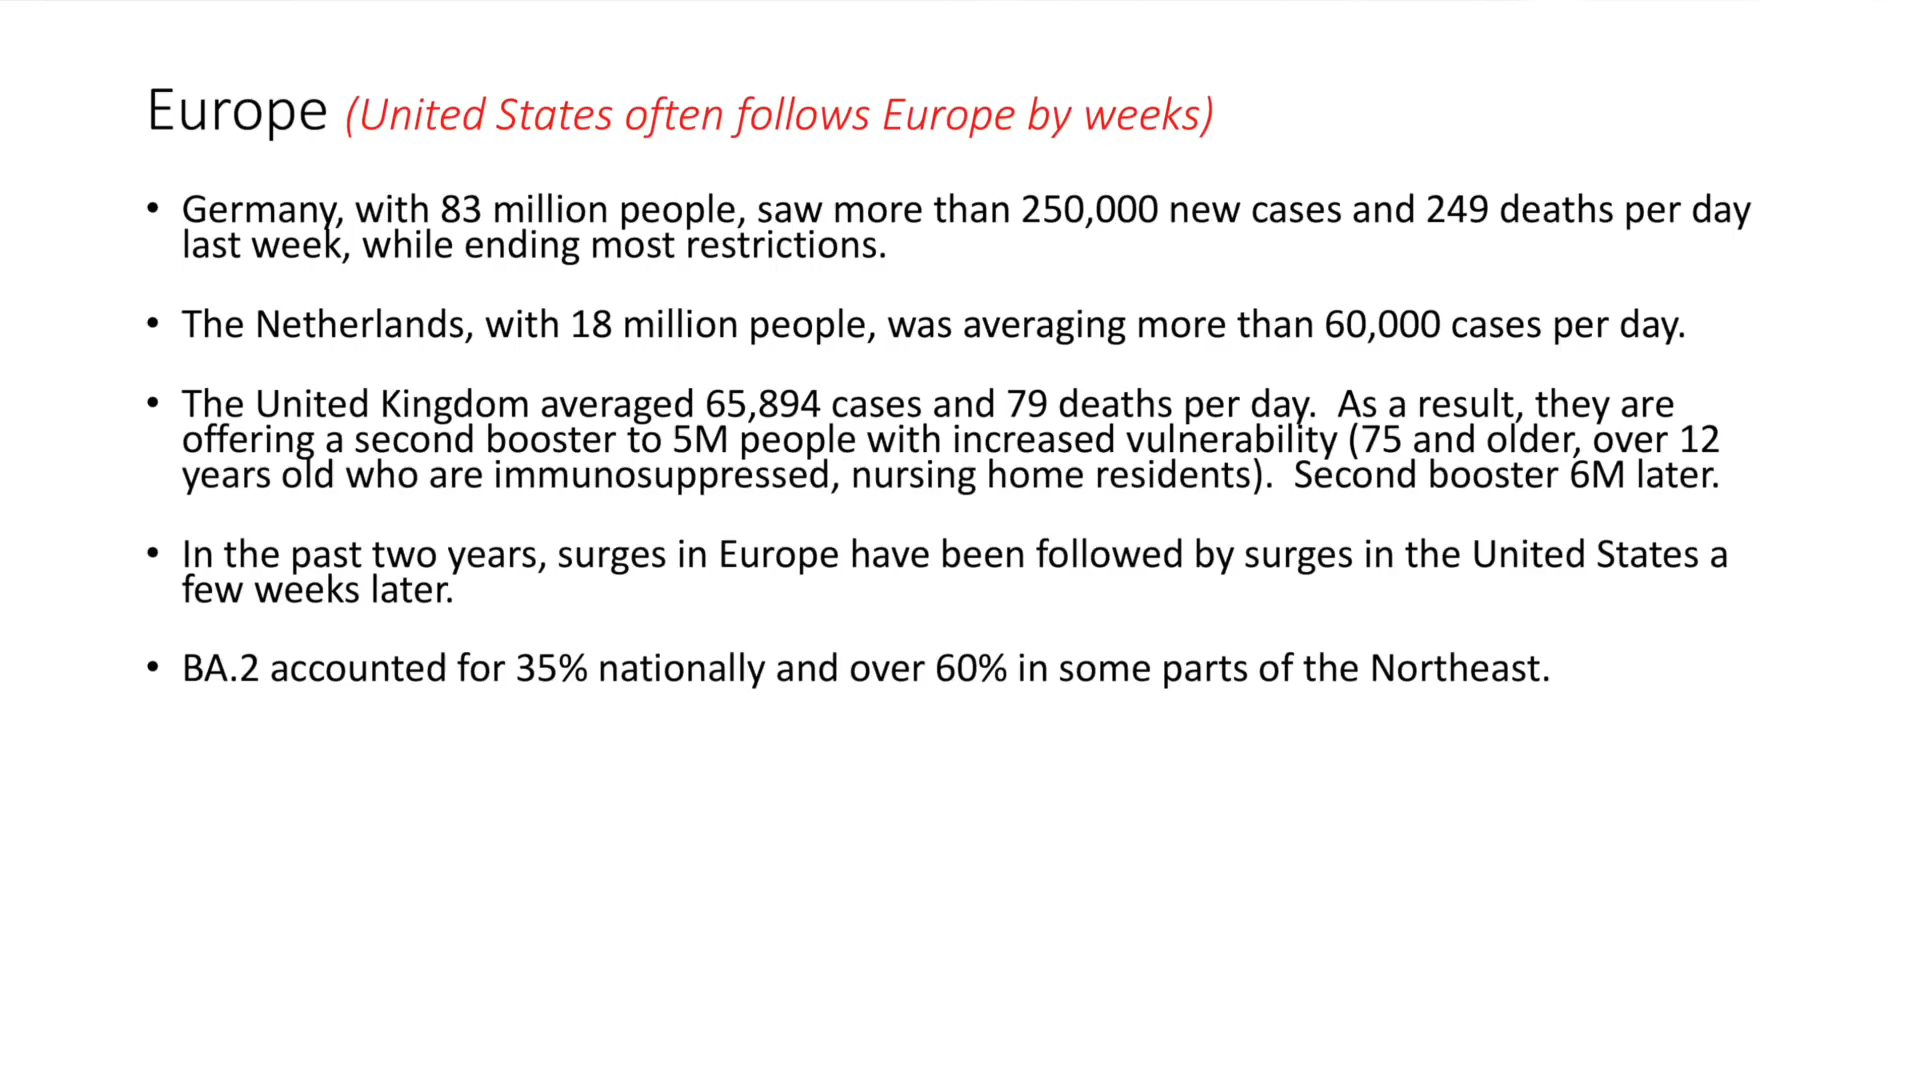 Europe (United States often follows Europe by weeks)
• Germany, with 83 million people, saw more than 250,000 new cases and 249 deaths per day
last week, while ending most restrictions.
• The Netherlands, with 18 million people, was averaging more than 60,000 cases per day.
• The United Kingdom averaged 65,894 cases and 79 deaths per day.  As a result, they are
offering a second booster to 5M people with increased vulnerability (75 and older, over 12
years old who are immunosuppressed, nursing home residents).  Second booster 6M later.
• In the past two years, surges in Europe have been followed by surges in the United States a
few weeks later.
• BA.2 accounted for 35% nationally and over 60% in some parts of the Northeast.